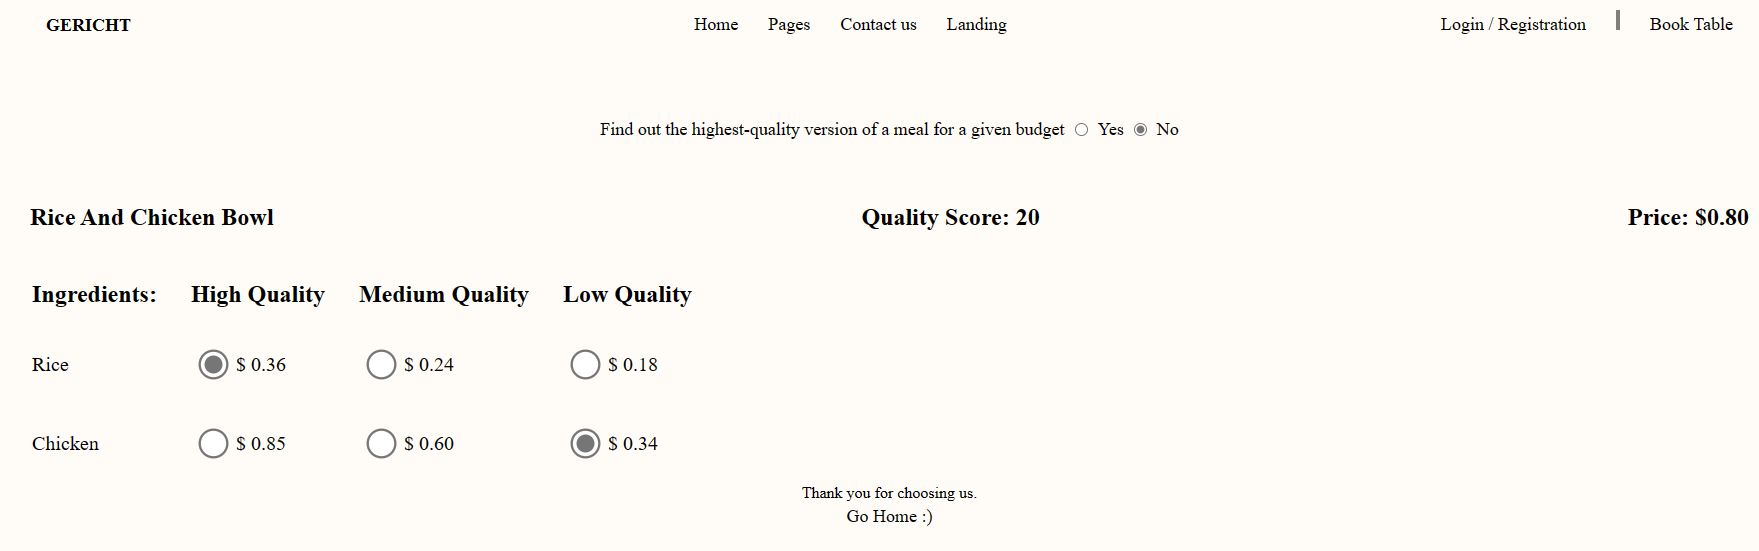 GERICHT Home Pages Contact us Landing Login / Registration Book Table
Find out the highest-quality version of a meal for a given budget Yes No
Rice And Chicken Bowl Quality Score: 20 Price: $0.80
Ingredients: High Quality Medium Quality Low Quality
Rice $ 0.36 $ 0.24 $ 0.18
Chicken $ 0.85 $ 0.60 $ 0.34
Thank you for choosing us.
Go Home :)